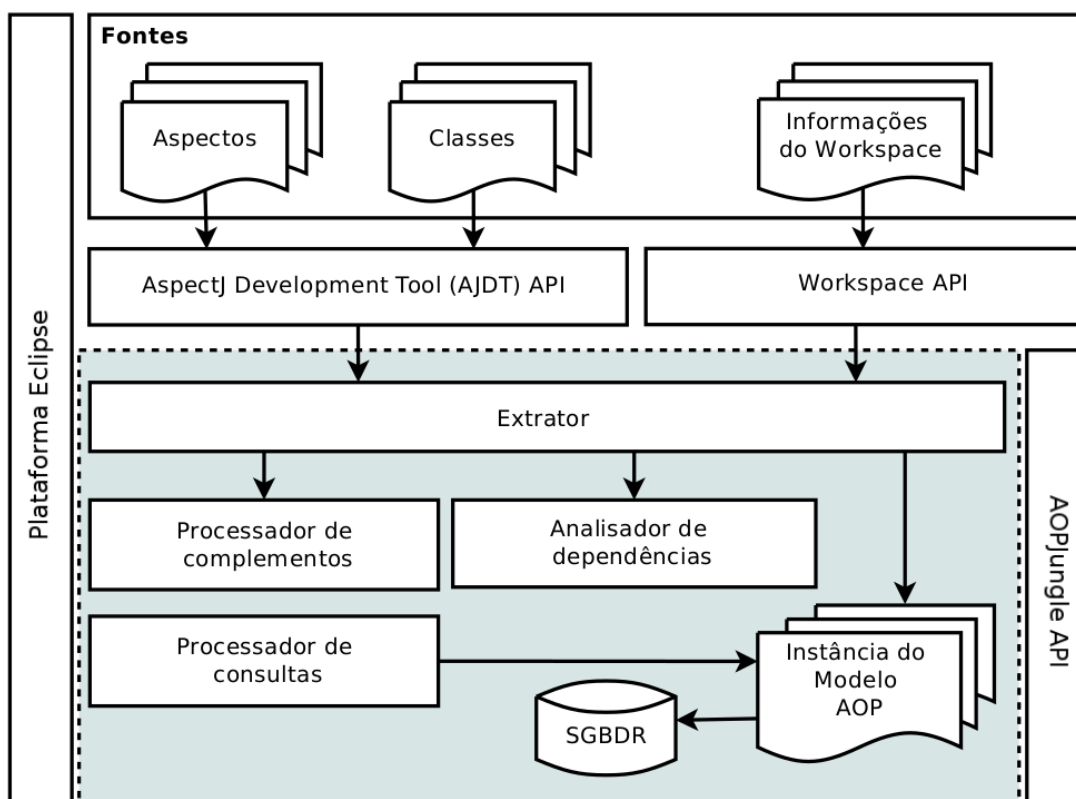 Fontes
Aspectos
Classes
Informações
do Workspace
AspectJ Development Tool (AJDT) API
Workspace API
Plataforma Eclipse
Extrator
Processador de
complementos
Analisador de
dependências
AOPJungle API
Processador de
consultas
Instância do
Modelo
AOP
SGBDR